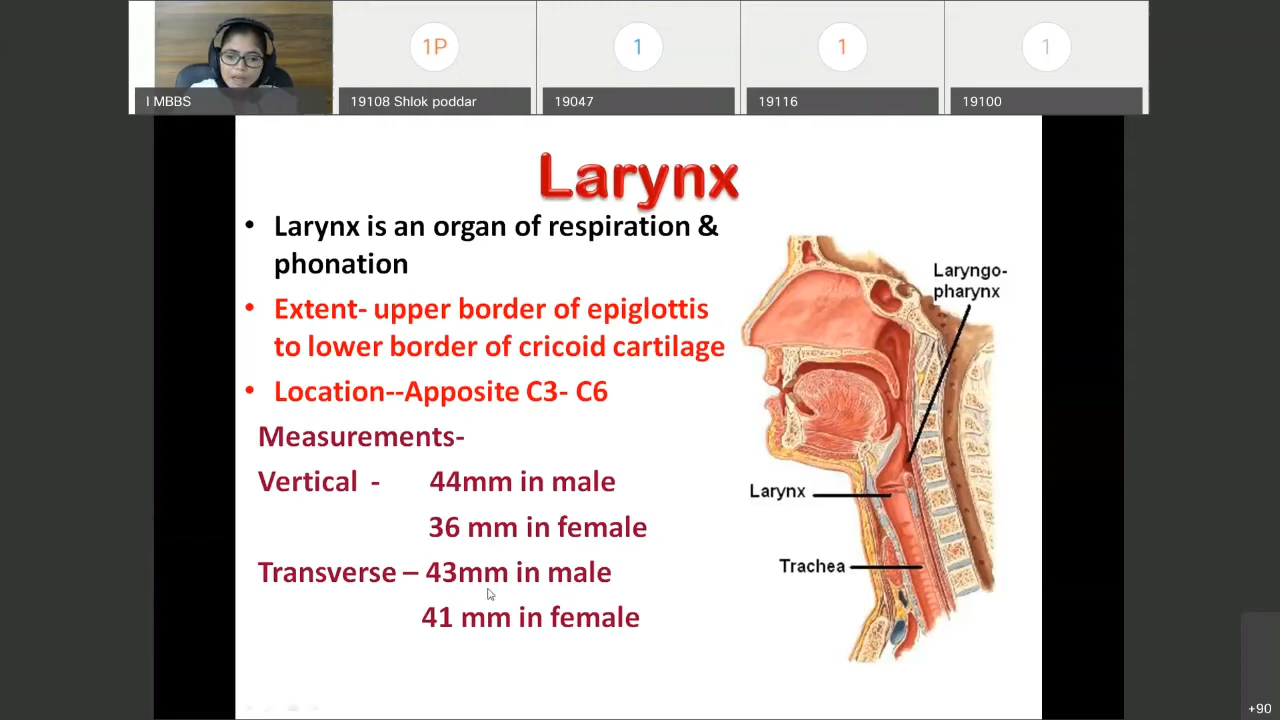 1P
1
1
1
I MBBS
19108 Shlok poddar
19047
19116
19100
Larynx
• Larynx is an organ of respiration &
phonation
• Extent- upper border of epiglottis
to lower border of cricoid cartilage
• Location--Apposite C3- C6
Measurements-
Vertical - 44mm in male
36 mm in female
Transverse – 43mm in male
41 mm in female
Laryngo-
pharynx
Larynx
Trachea
+90